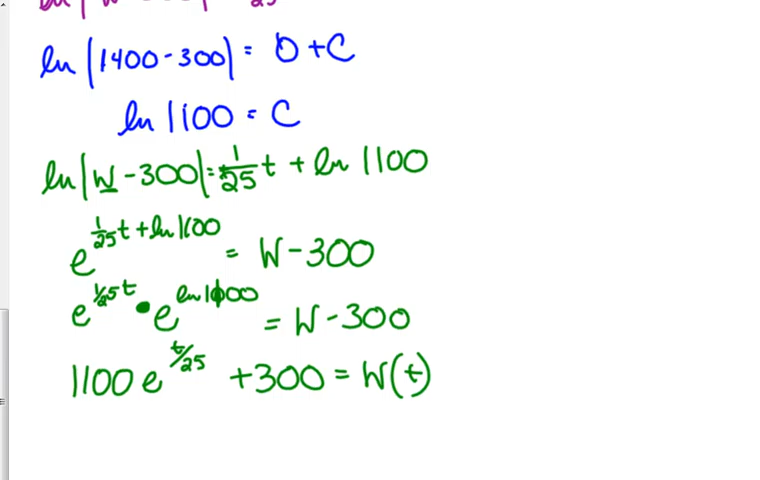 ln|1400-300| = 0 + C
ln 1100 = C
ln|W-300| = 1/25 t + ln 1100
e^(1/25 t + ln 1100) = W - 300
e^(1/25 t) • e^(ln 1100) = W - 300
1100 e^(t/25) + 300 = W(t)